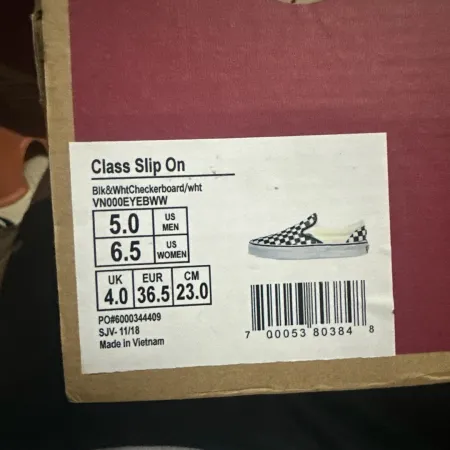 Class Slip On
Blk&WhtCheckerboard/wht
VN000EYEBWW
5.0 US MEN
6.5 US WOMEN
UK EUR CM
4.0 36.5 23.0
PO#6000344409
SJV- 11/18
Made in Vietnam
7 00053 80384 8